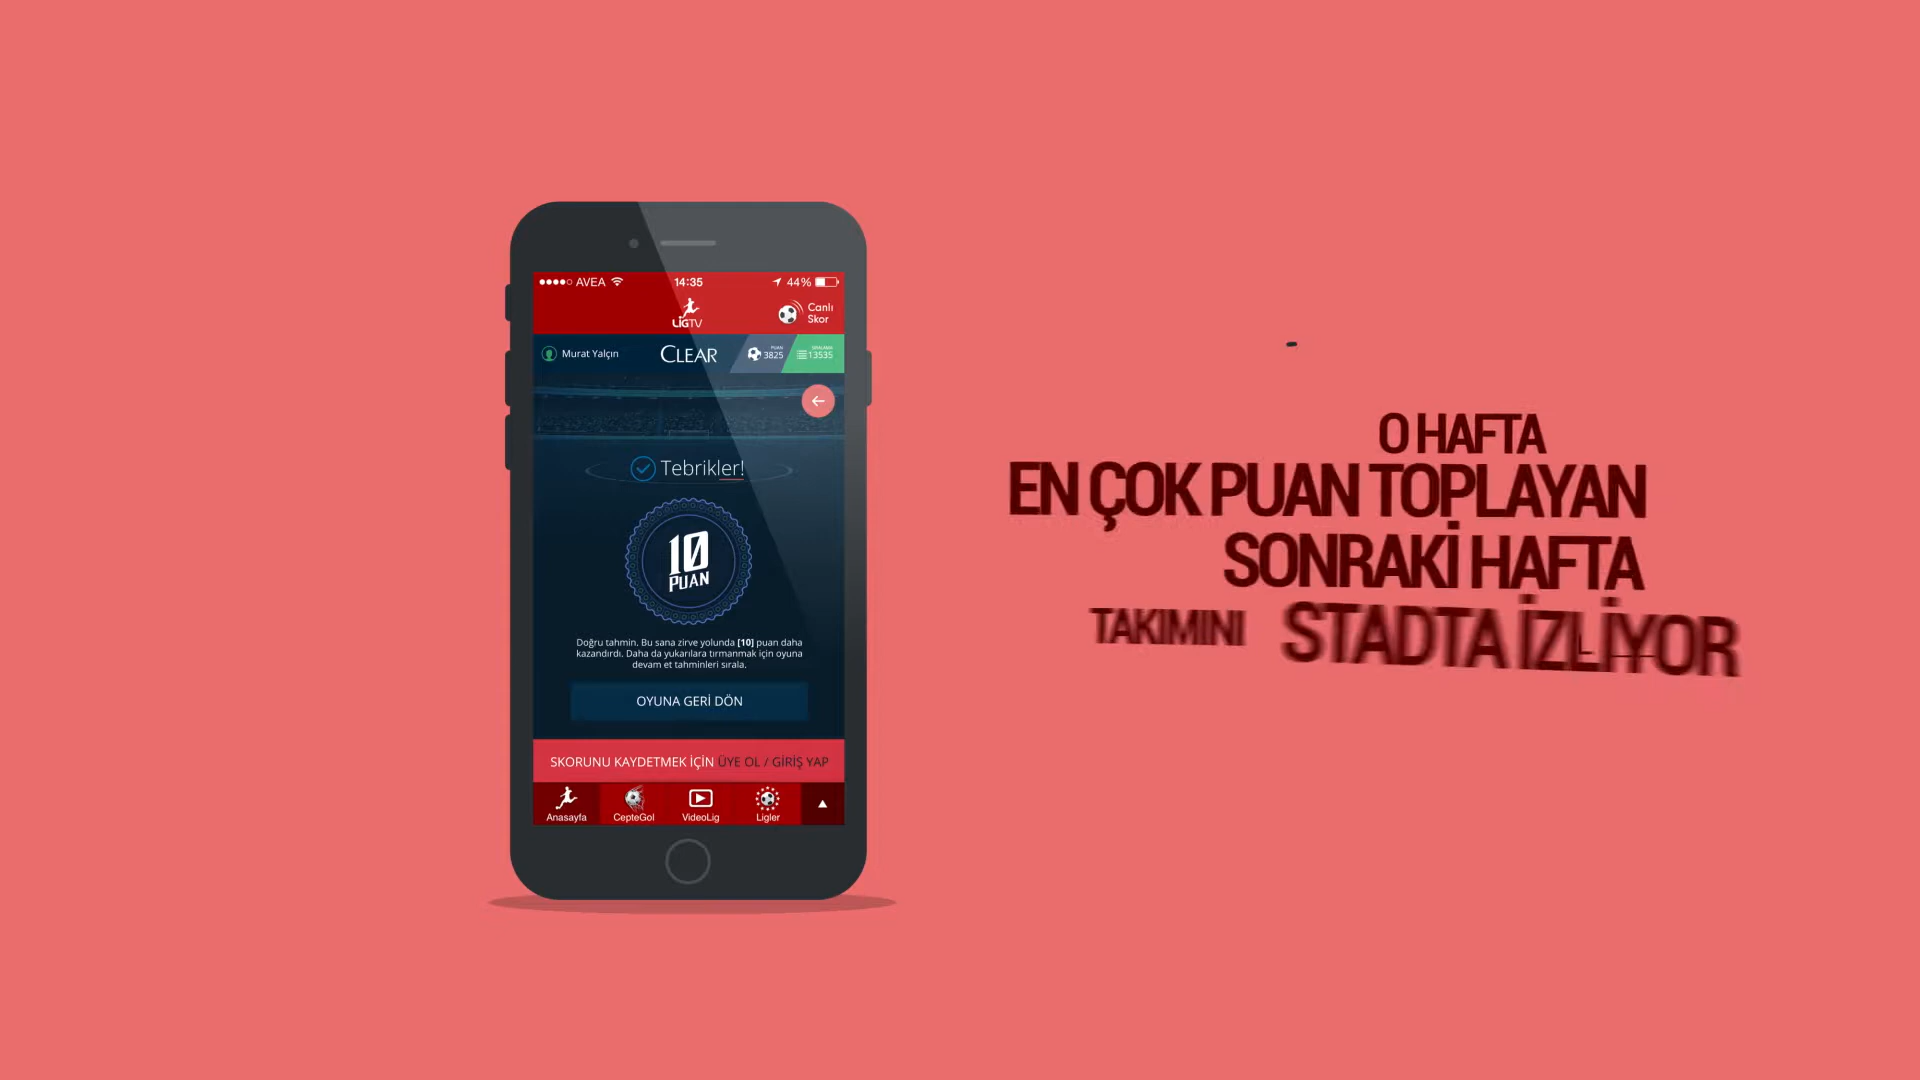 AVEA 14:35 44%
LiGTV
Canlı
Skor
Murat Yalçın CLEAR
PUAN
3825
SIRALAMA
13535
Tebrikler!
10
PUAN
Doğru tahmin. Bu sana zirve yolunda [10] puan daha
kazandırdı. Daha da yukarılara tırmanmak için oyuna
devam et tahminleri sırala.
OYUNA GERİ DÖN
SKORUNU KAYDETMEK İÇİN ÜYE OL / GİRİŞ YAP
Anasayfa CepteGol VideoLig Ligler
O HAFTA
EN ÇOK PUAN TOPLAYAN
SONRAKİ HAFTA
TAKIMINI STADTA İZLİYOR